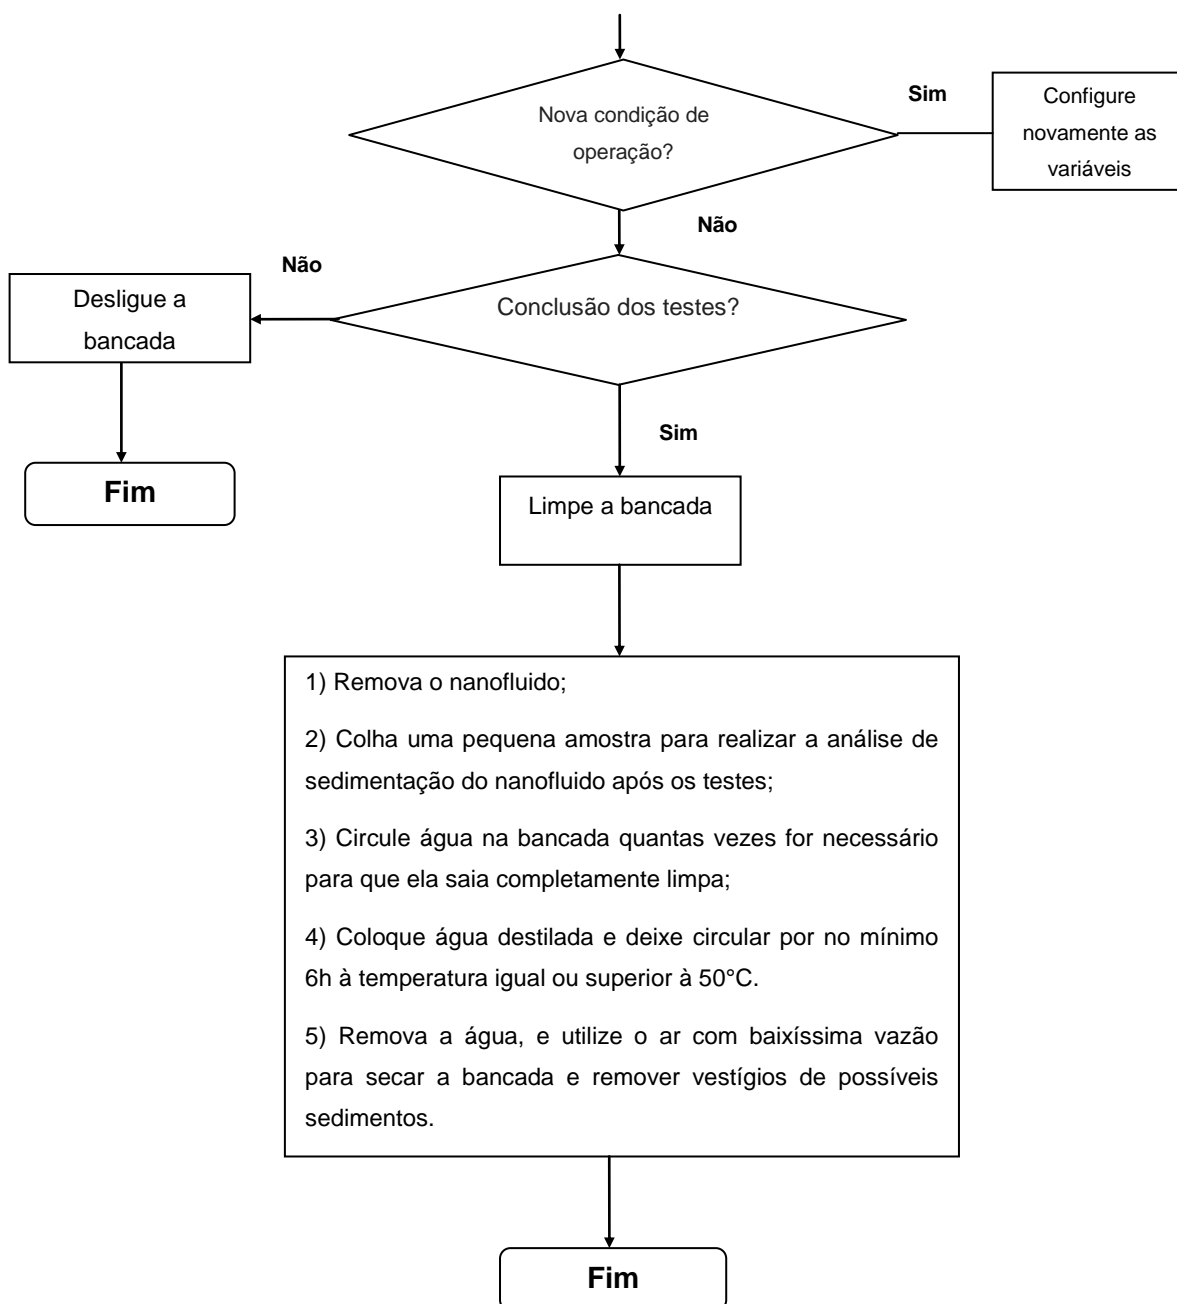 Nova condição de
operação?
Sim
Configure
novamente as
variáveis
Não
Não
Conclusão dos testes?
Desligue a
bancada
Sim
Fim
Limpe a bancada
1) Remova o nanofluido;
2) Colha uma pequena amostra para realizar a análise de
sedimentação do nanofluido após os testes;
3) Circule água na bancada quantas vezes for necessário
para que ela saia completamente limpa;
4) Coloque água destilada e deixe circular por no mínimo
6h à temperatura igual ou superior à 50°C.
5) Remova a água, e utilize o ar com baixíssima vazão
para secar a bancada e remover vestígios de possíveis
sedimentos.
Fim